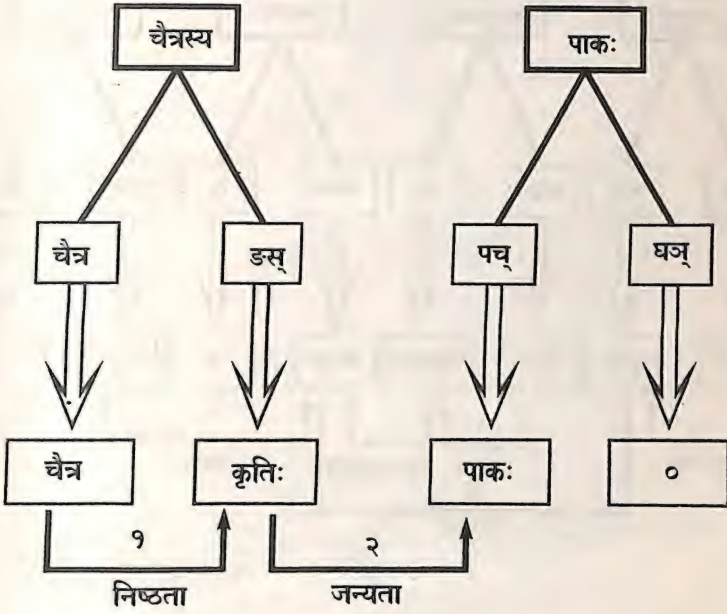 चैत्रस्य पाकः
चैत्र ङस् पच् घञ्
चैत्र कृतिः पाकः ०
१ २
निष्ठता जन्यता